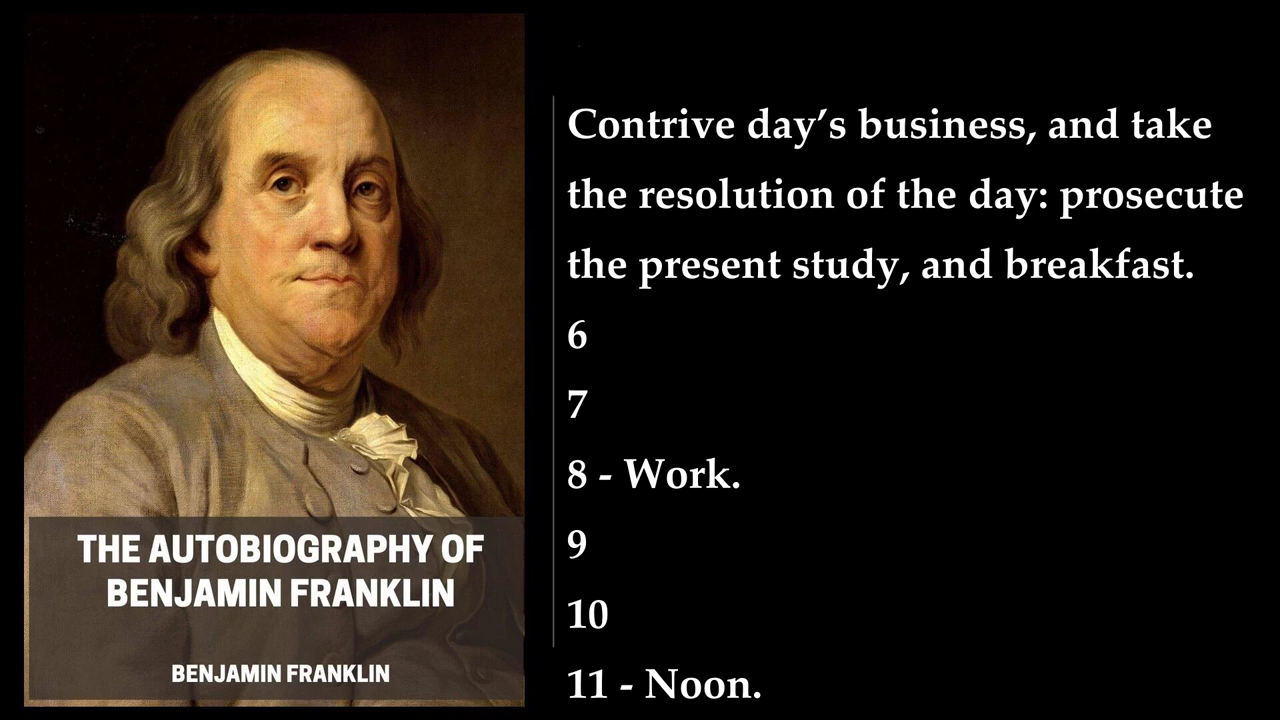 THE AUTOBIOGRAPHY OF
BENJAMIN FRANKLIN
BENJAMIN FRANKLIN
Contrive day’s business, and take
the resolution of the day: prosecute
the present study, and breakfast.
6
7
8 - Work.
9
10
11 - Noon.